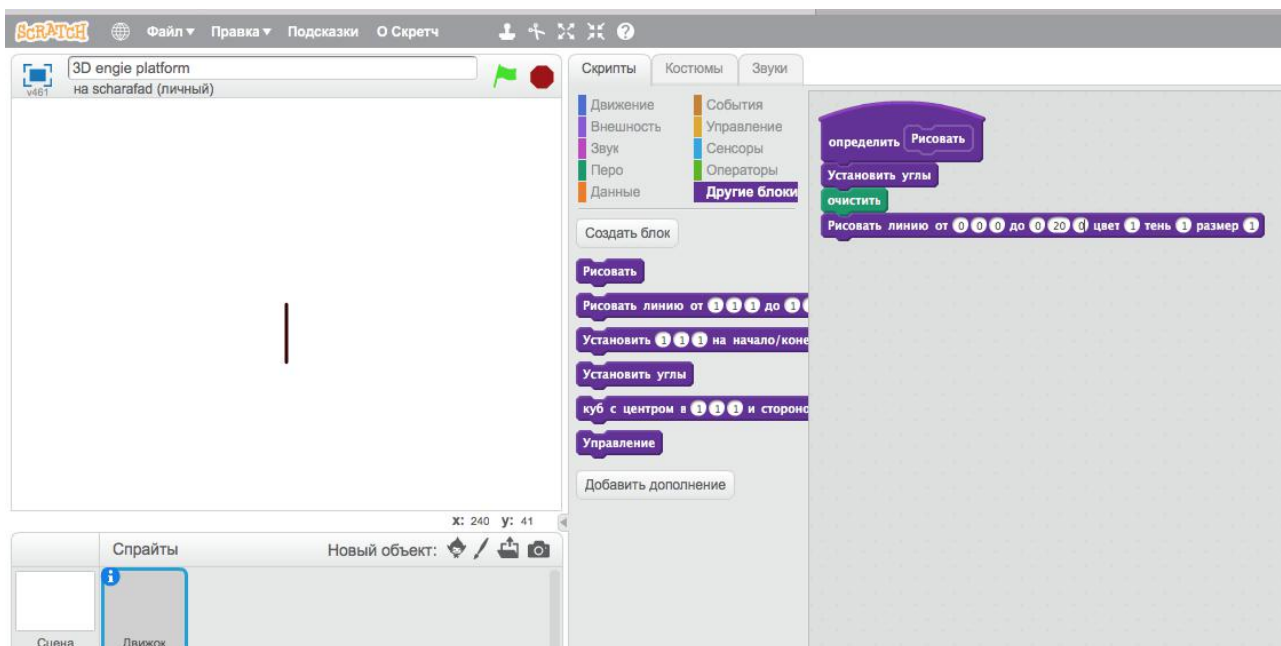 SCRATCH Файл Правка Подсказки О Скретч
3D engie platform
v461 на scharafad (личный)
Скрипты Костюмы Звуки
Движение События
Внешность Управление
Звук Сенсоры
Перо Операторы
Данные Другие блоки
Создать блок
Рисовать
Рисовать линию от 1 1 1 до 1
Установить 1 1 1 на начало/коне
Установить углы
куб с центром в 1 1 1 и стороно
Управление
Добавить дополнение
определить Рисовать
Установить углы
очистить
Рисовать линию от 0 0 0 до 0 20 0 цвет 1 тень 1 размер 1
x: 240 y: 41
Спрайты Новый объект:
Сцена Движок